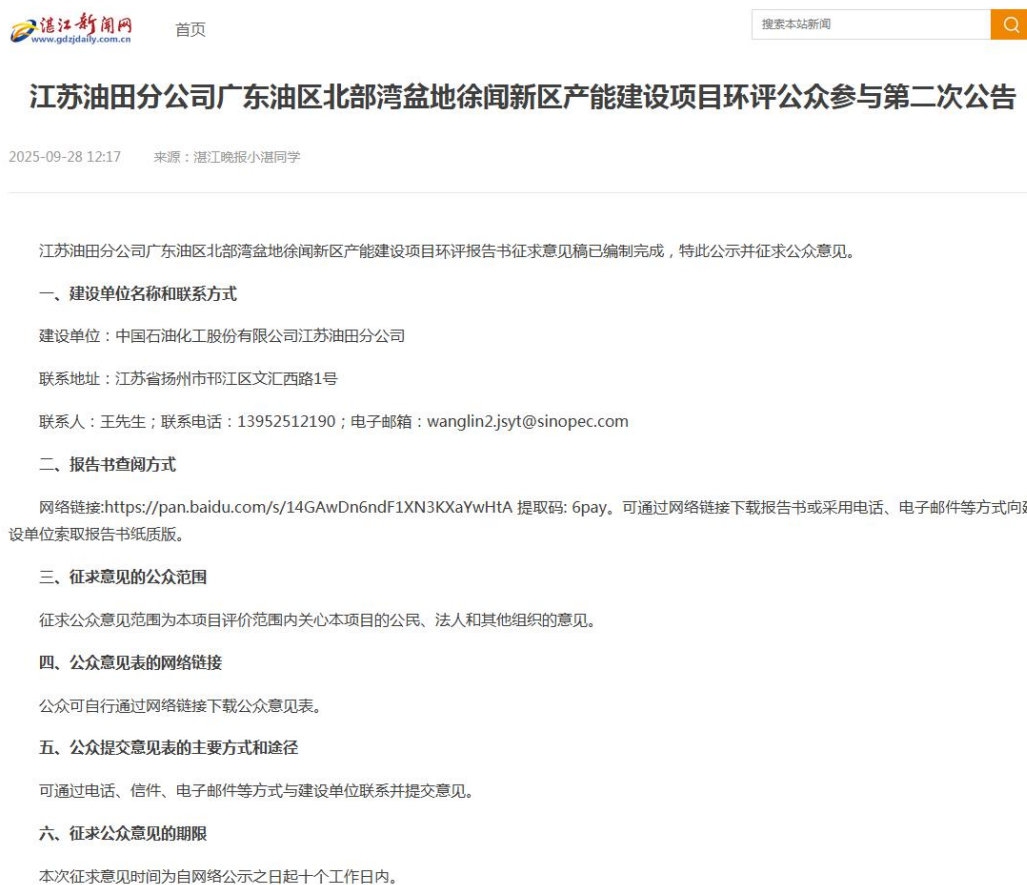 湛江新闻网
www.gdzjdaily.com.cn
首页
搜索本站新闻
江苏油田分公司广东油区北部湾盆地徐闻新区产能建设项目环评公众参与第二次公告
2025-09-28 12:17 来源：湛江晚报小湛同学
江苏油田分公司广东油区北部湾盆地徐闻新区产能建设项目环评报告书征求意见稿已编制完成，特此公示并征求公众意见。
一、建设单位名称和联系方式
建设单位：中国石油化工股份有限公司江苏油田分公司
联系地址：江苏省扬州市邗江区文汇西路1号
联系人：王先生；联系电话：13952512190；电子邮箱：wanglin2.jsyt@sinopec.com
二、报告书查阅方式
网络链接:https://pan.baidu.com/s/14GAwDn6ndF1XN3KXaYwHtA 提取码: 6pay。可通过网络链接下载报告书或采用电话、电子邮件等方式向建
设单位索取报告书纸质版。
三、征求意见的公众范围
征求公众意见范围为本项目评价范围内关心本项目的公民、法人和其他组织的意见。
四、公众意见表的网络链接
公众可自行通过网络链接下载公众意见表。
五、公众提交意见表的主要方式和途径
可通过电话、信件、电子邮件等方式与建设单位联系并提交意见。
六、征求公众意见的期限
本次征求意见时间为自网络公示之日起十个工作日内。